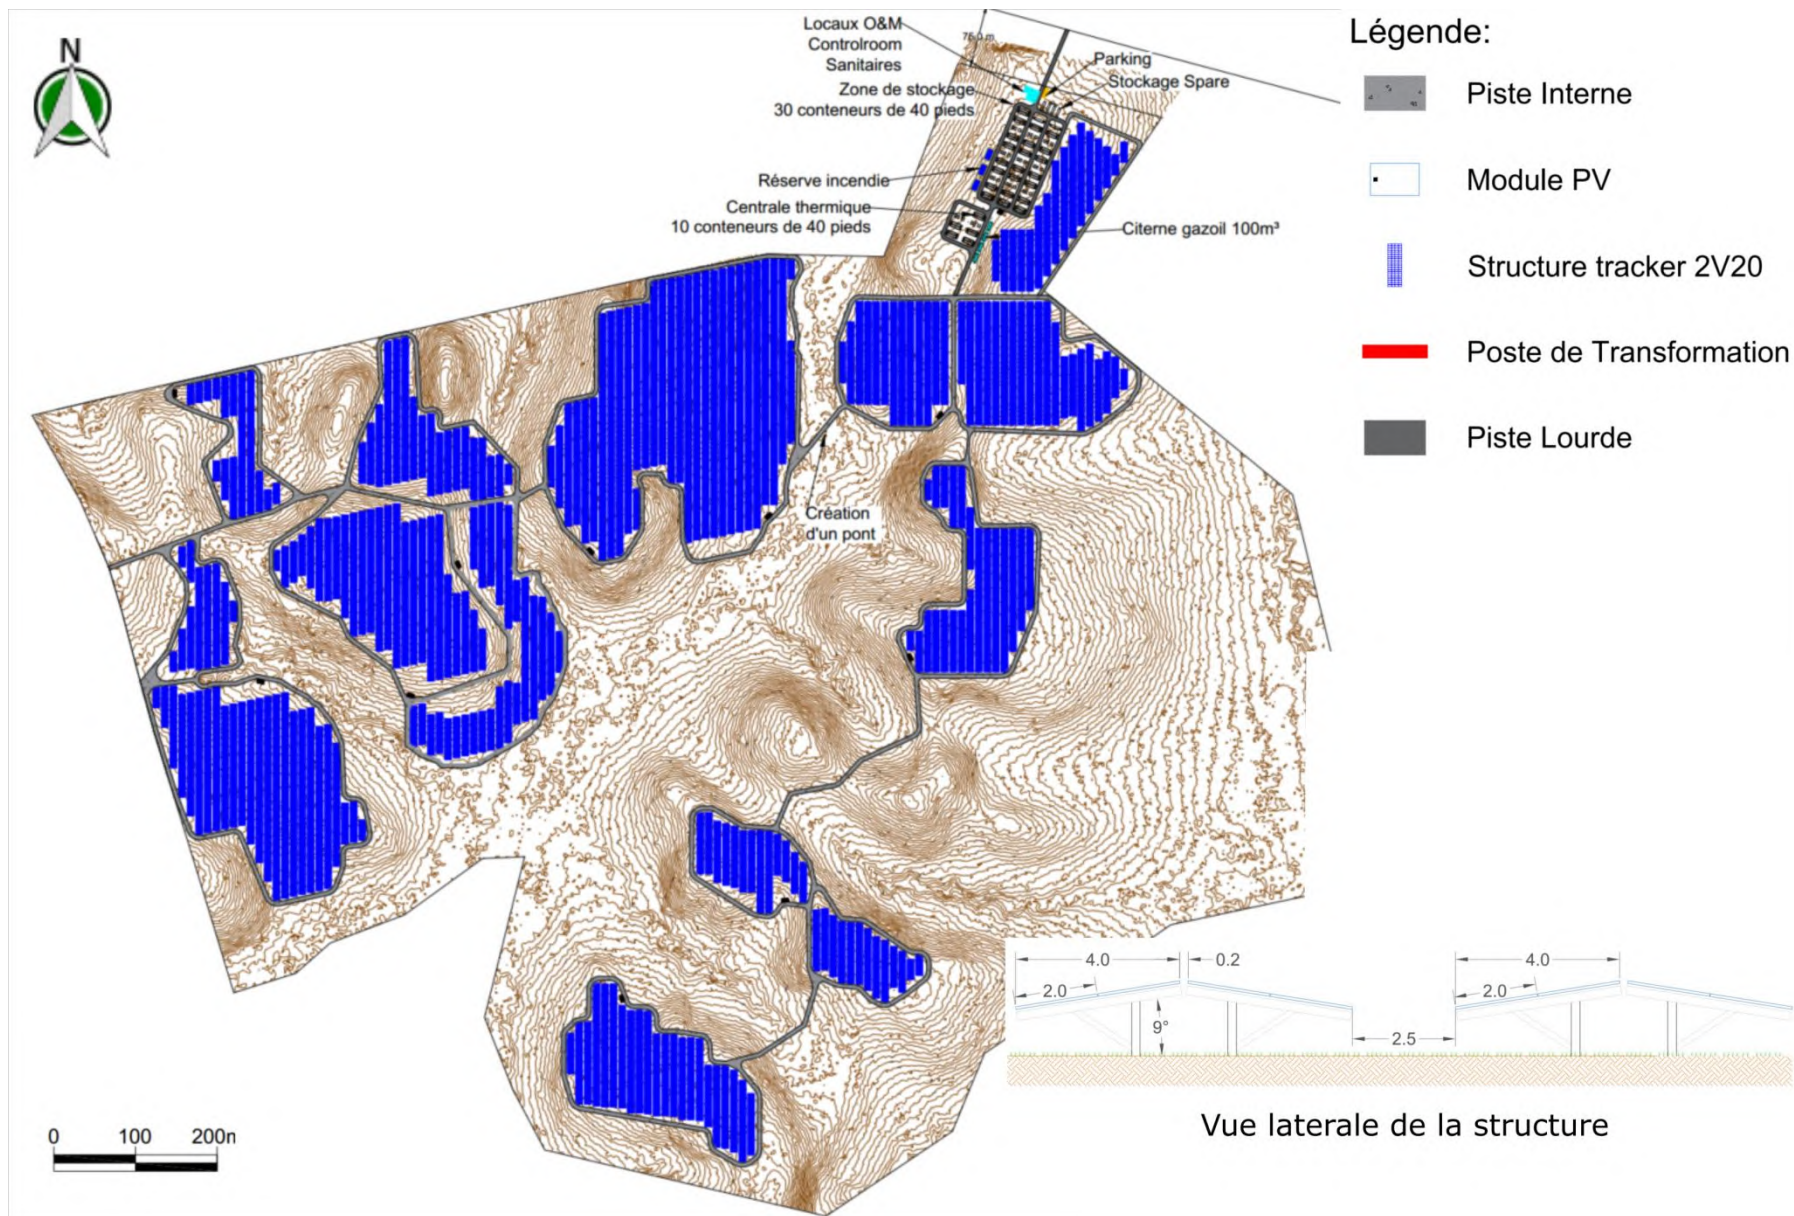 N
Locaux O&M
Controlroom
Sanitaires
Zone de stockage
30 conteneurs de 40 pieds
Réserve incendie
Centrale thermique
10 conteneurs de 40 pieds
Parking
Stockage Spare
Citerne gazoil 100m³
Création
d'un pont
0 100 200m
Légende:
Piste Interne
Module PV
Structure tracker 2V20
Poste de Transformation
Piste Lourde
4.0 0.2 4.0
2.0 2.0
9°
2.5
Vue laterale de la structure